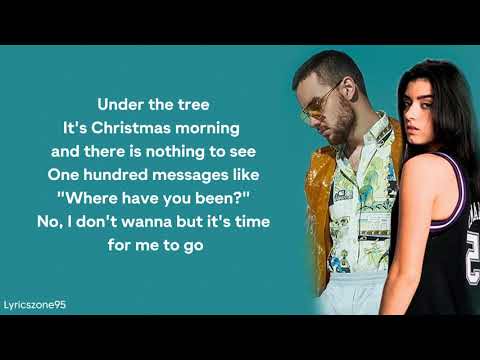 Under the tree
It's Christmas morning
and there is nothing to see
One hundred messages like
"Where have you been?"
No, I don't wanna but it's time
for me to go
Lyricszone95